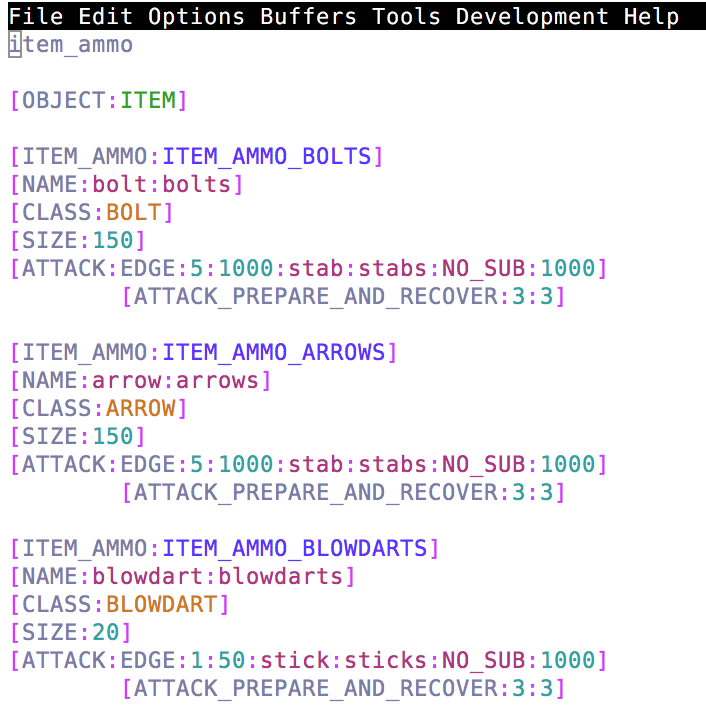 File Edit Options Buffers Tools Development Help
item_ammo
[OBJECT:ITEM]
[ITEM_AMMO:ITEM_AMMO_BOLTS]
[NAME:bolt:bolts]
[CLASS:BOLT]
[SIZE:150]
[ATTACK:EDGE:5:1000:stab:stabs:NO_SUB:1000]
[ATTACK_PREPARE_AND_RECOVER:3:3]
[ITEM_AMMO:ITEM_AMMO_ARROWS]
[NAME:arrow:arrows]
[CLASS:ARROW]
[SIZE:150]
[ATTACK:EDGE:5:1000:stab:stabs:NO_SUB:1000]
[ATTACK_PREPARE_AND_RECOVER:3:3]
[ITEM_AMMO:ITEM_AMMO_BLOWDARTS]
[NAME:blowdart:blowdarts]
[CLASS:BLOWDART]
[SIZE:20]
[ATTACK:EDGE:1:50:stick:sticks:NO_SUB:1000]
[ATTACK_PREPARE_AND_RECOVER:3:3]